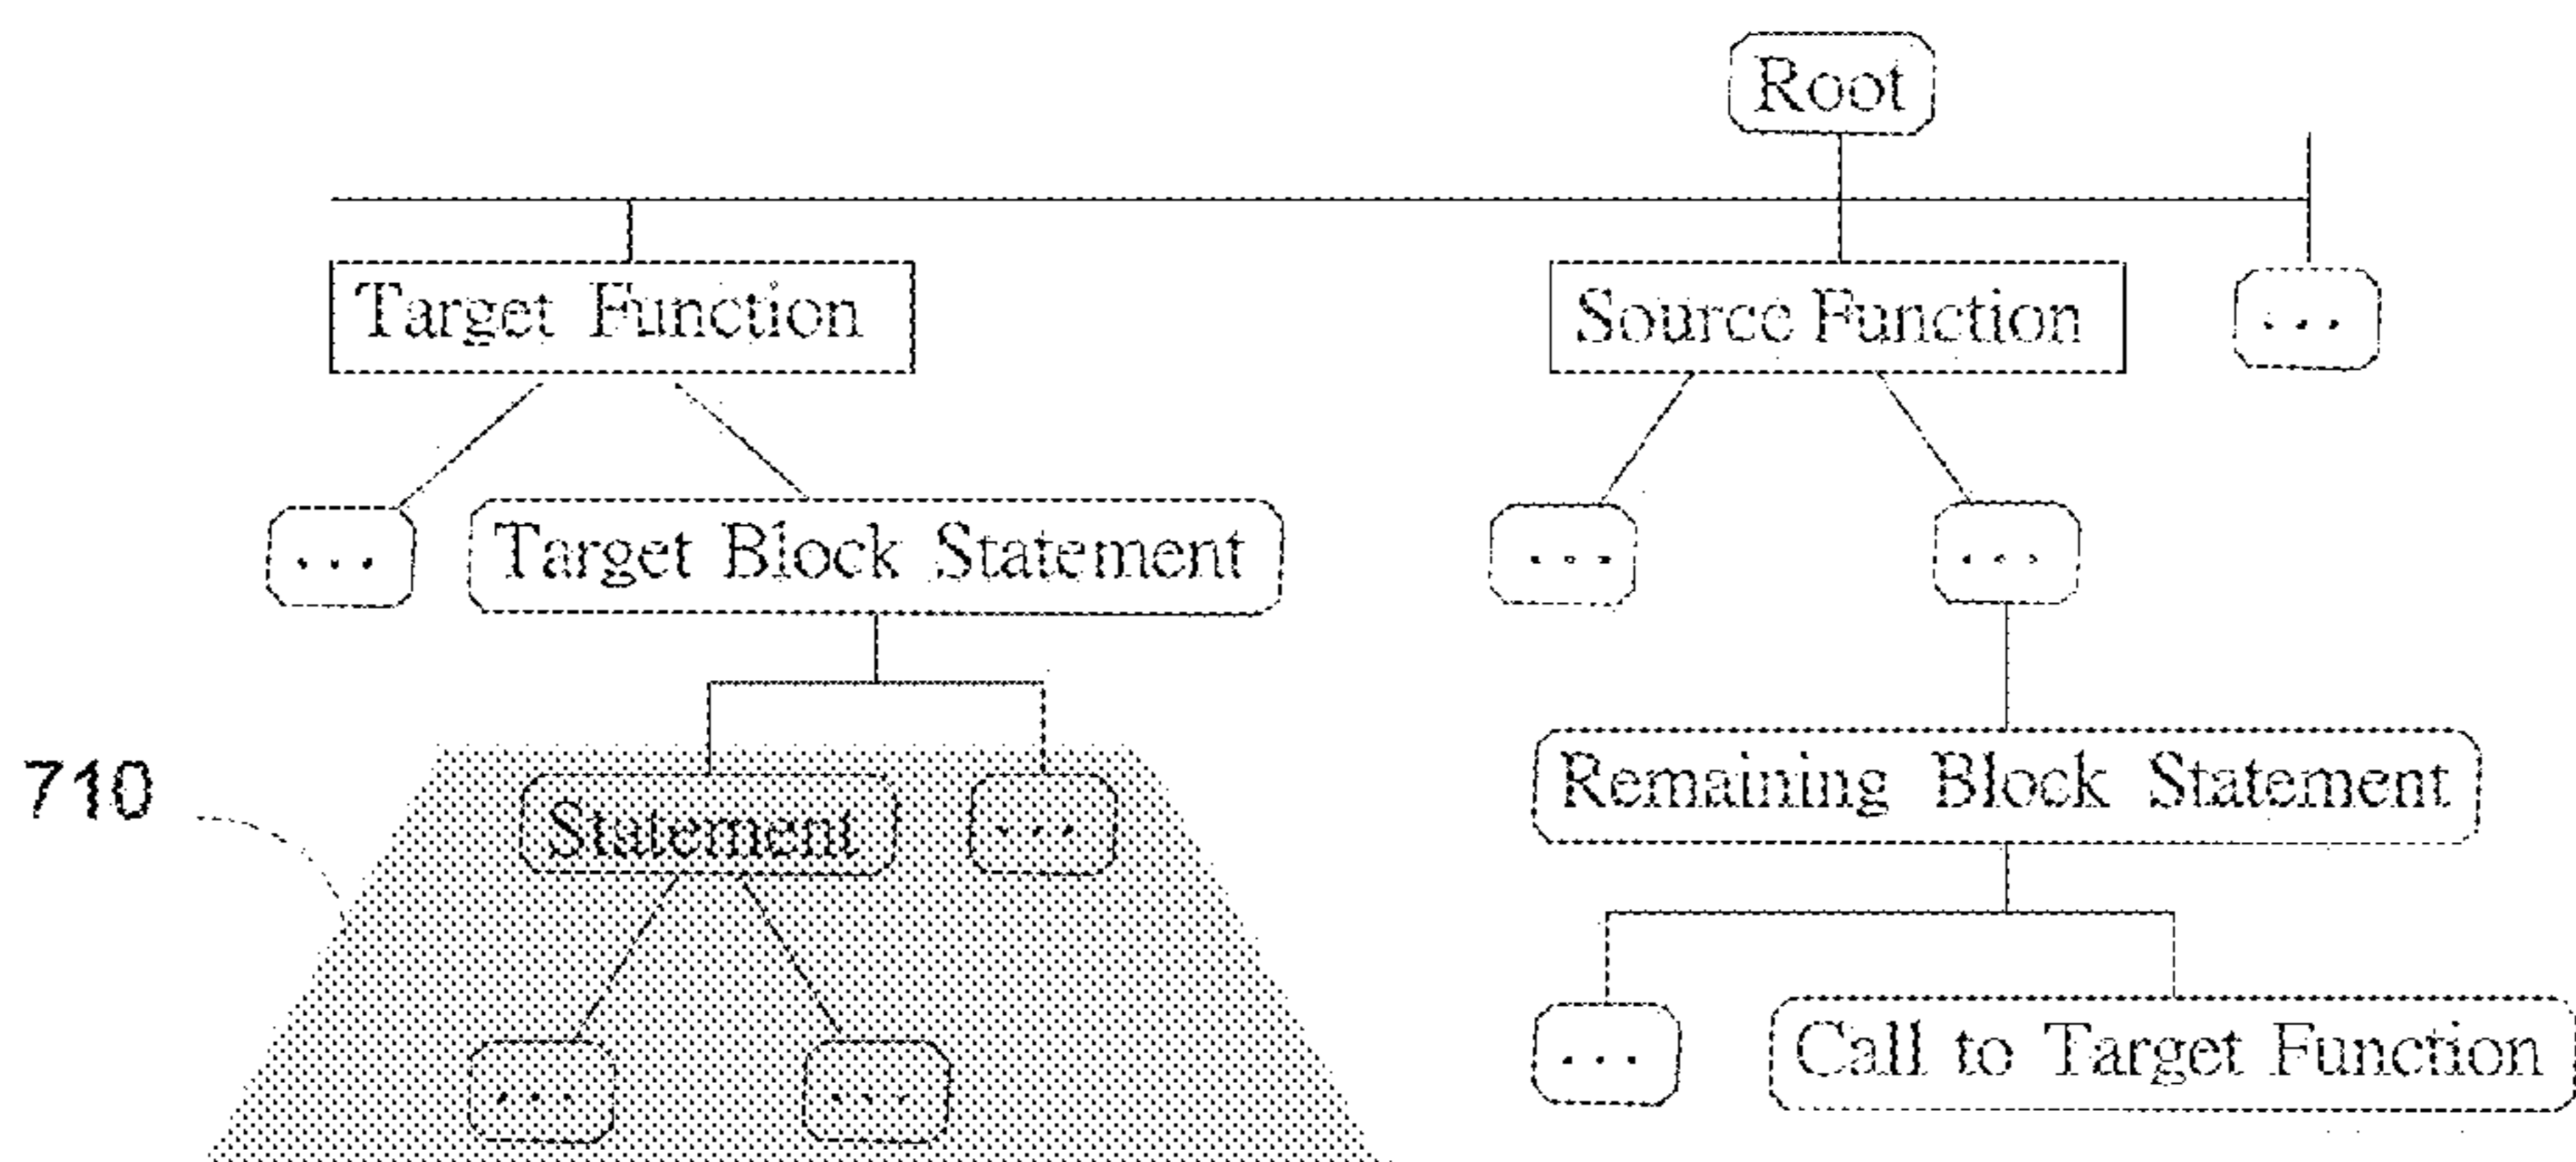 Root
Target Function
Source Function
...
...
Target Block Statement
...
...
710
Statement
...
Remaining Block Statement
...
...
...
Call to Target Function